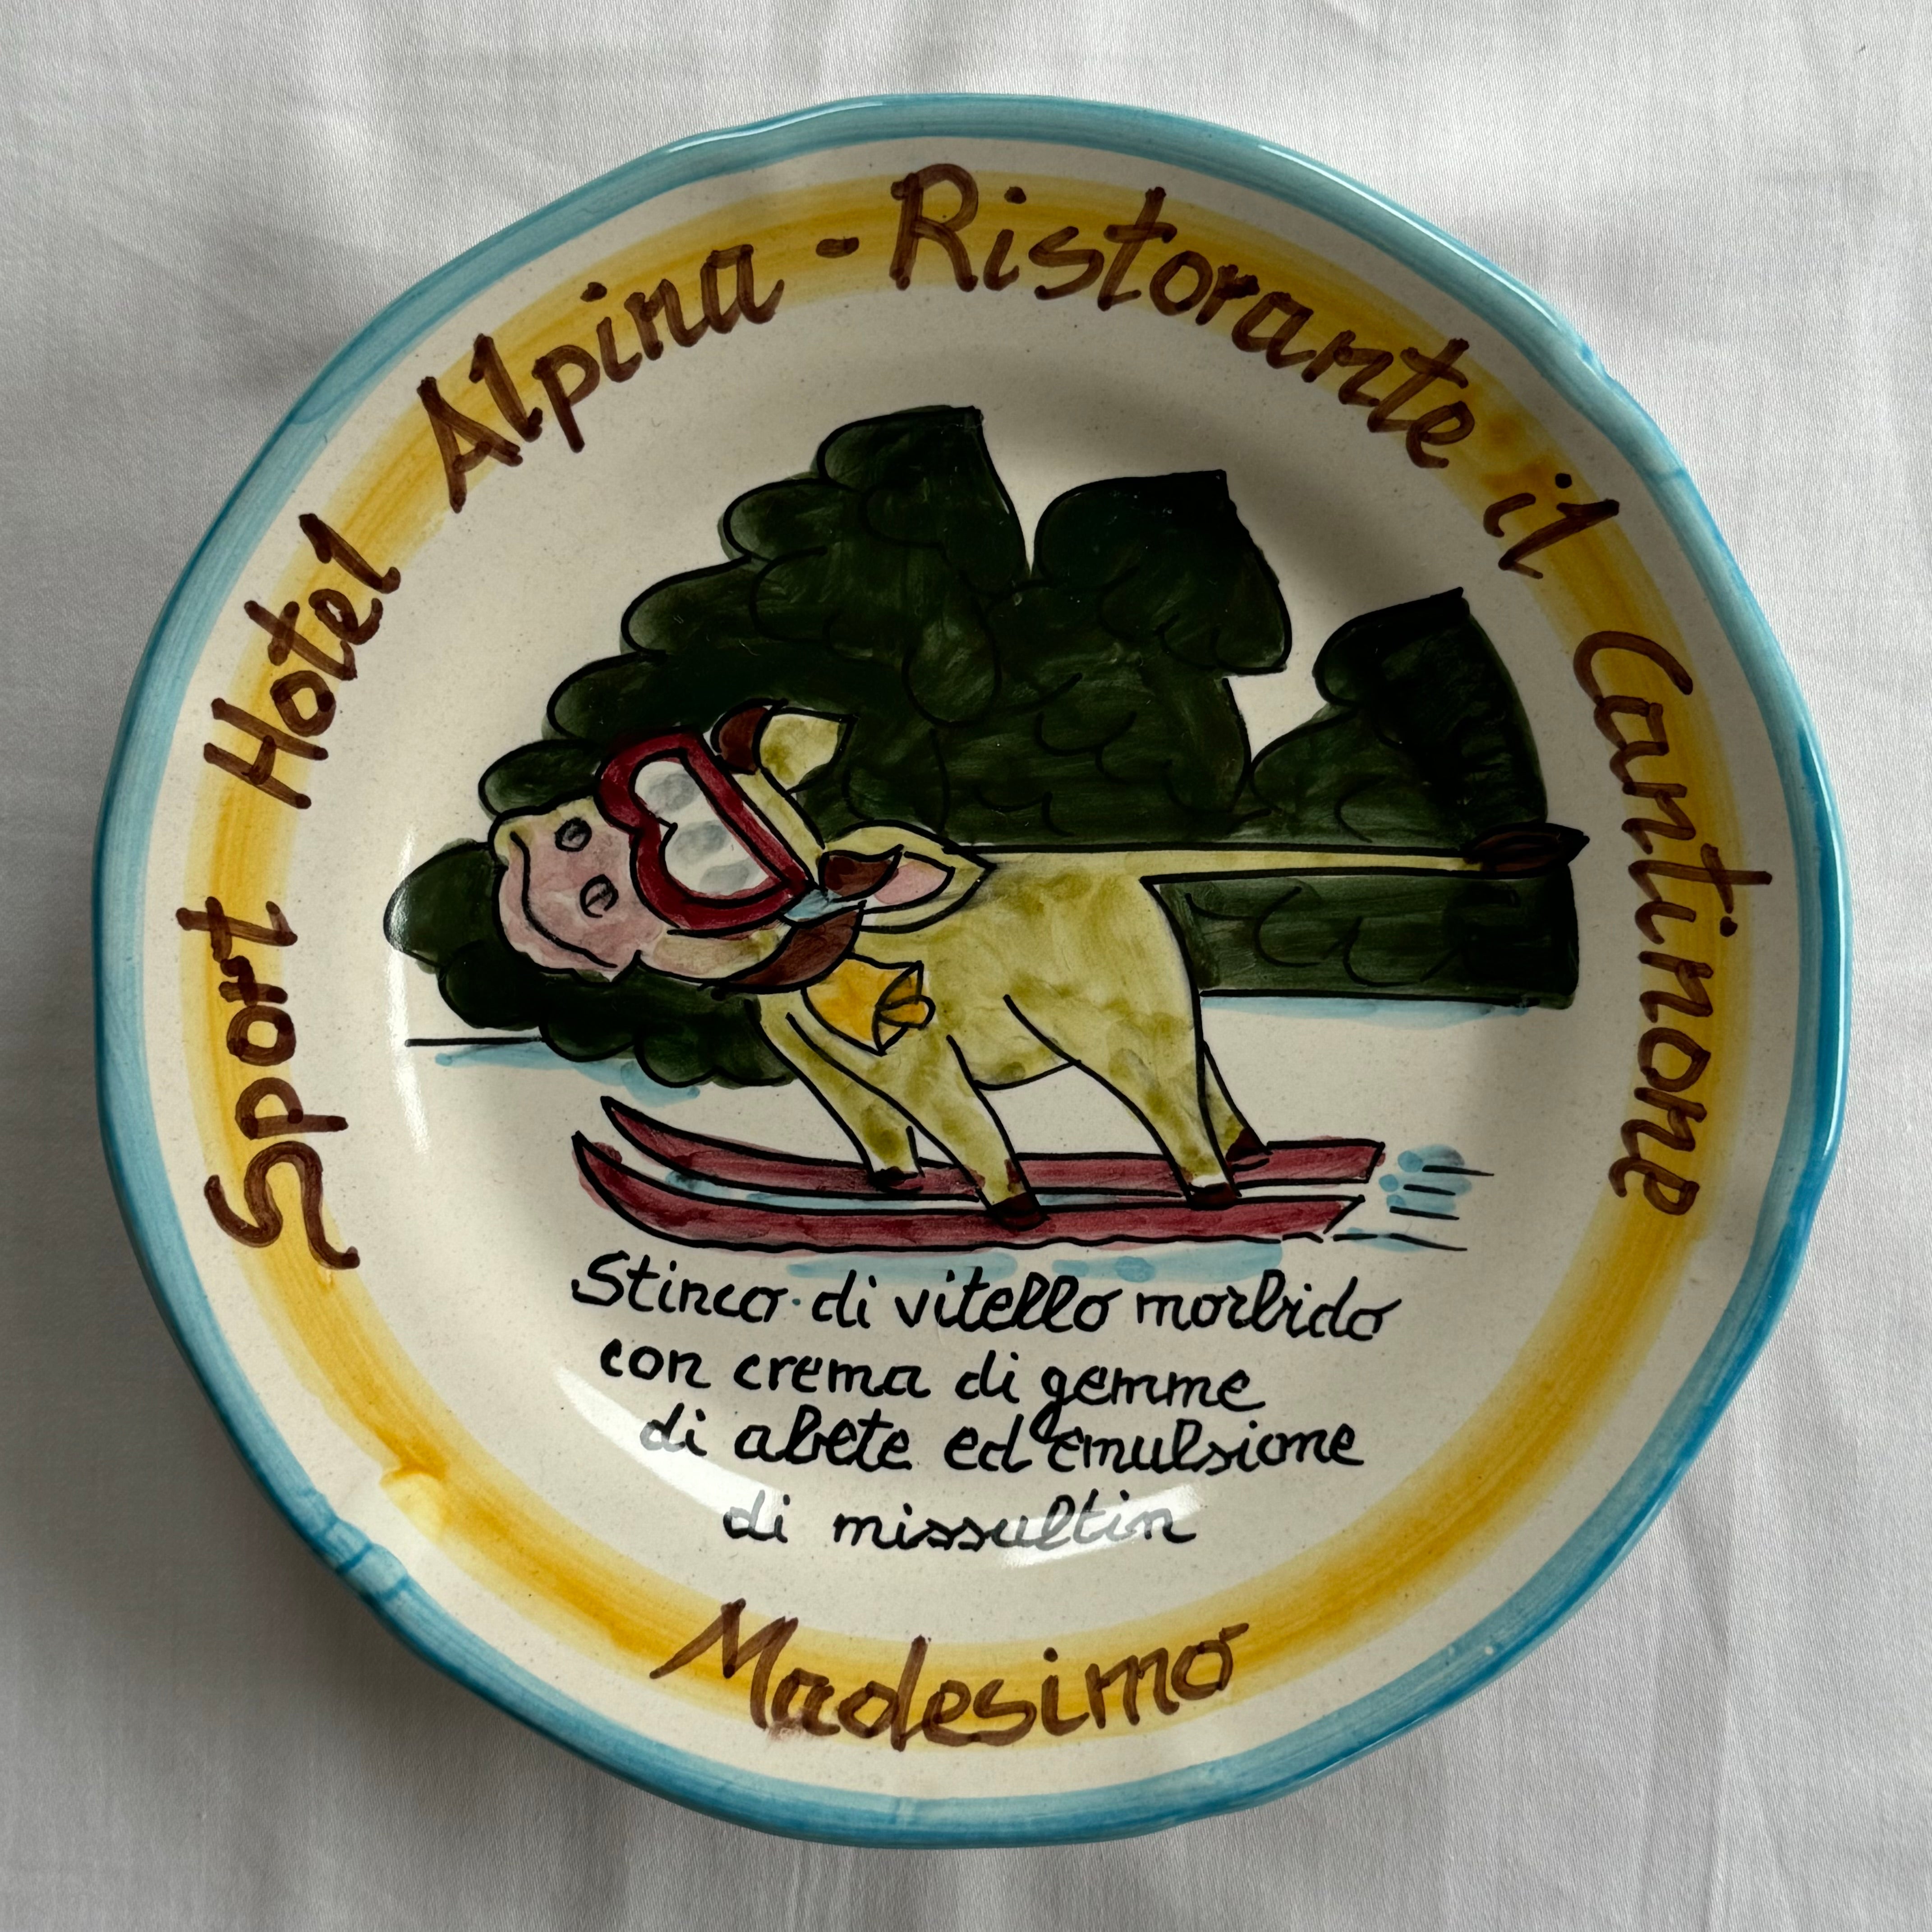 Sport Hotel Alpina - Ristorante il Cantinone
Stinco di vitello morbido
con crema di gemme
di abete ed emulsione
di missultin
Madesimo